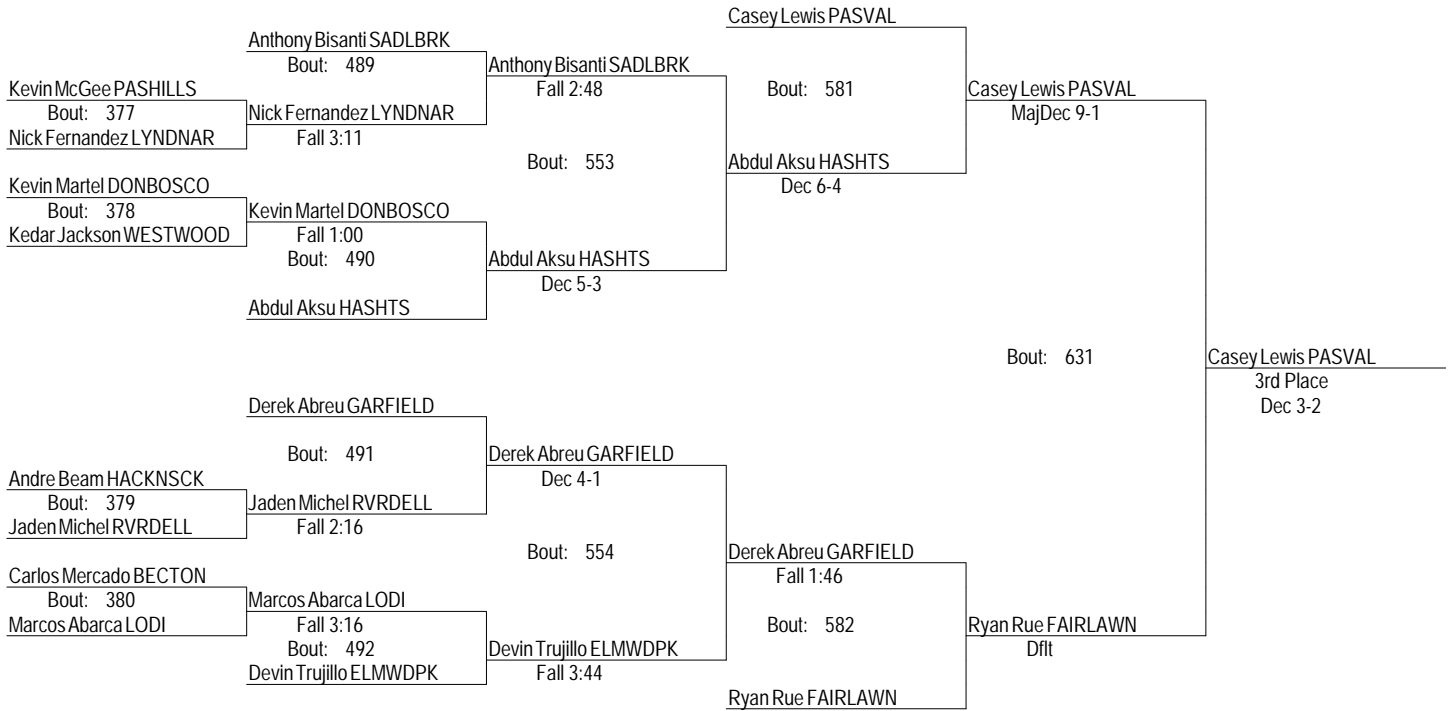 Casey Lewis PASVAL
Anthony Bisanti SADLBRK
Bout: 489
Anthony Bisanti SADLBRK
Kevin McGee PASHILLS
Fall 2:48
Bout: 581
Casey Lewis PASVAL
Bout: 377
Nick Fernandez LYNDNAR
MajDec 9-1
Nick Fernandez LYNDNAR
Fall 3:11
Bout: 553
Abdul Aksu HASHTS
Kevin Martel DONBOSCO
Dec 6-4
Bout: 378
Kevin Martel DONBOSCO
Kedar Jackson WESTWOOD
Fall 1:00
Bout: 490
Abdul Aksu HASHTS
Dec 5-3
Abdul Aksu HASHTS
Bout: 631
Casey Lewis PASVAL
3rd Place
Derek Abreu GARFIELD
Dec 3-2
Bout: 491
Derek Abreu GARFIELD
Andre Beam HACKNSCK
Dec 4-1
Bout: 379
Jaden Michel RVRDELL
Jaden Michel RVRDELL
Fall 2:16
Bout: 554
Derek Abreu GARFIELD
Carlos Mercado BECTON
Fall 1:46
Bout: 380
Marcos Abarca LODI
Marcos Abarca LODI
Fall 3:16
Bout: 582
Ryan Rue FAIRLAWN
Bout: 492
Devin Trujillo ELMWDPK
Dflt
Devin Trujillo ELMWDPK
Fall 3:44
Ryan Rue FAIRLAWN